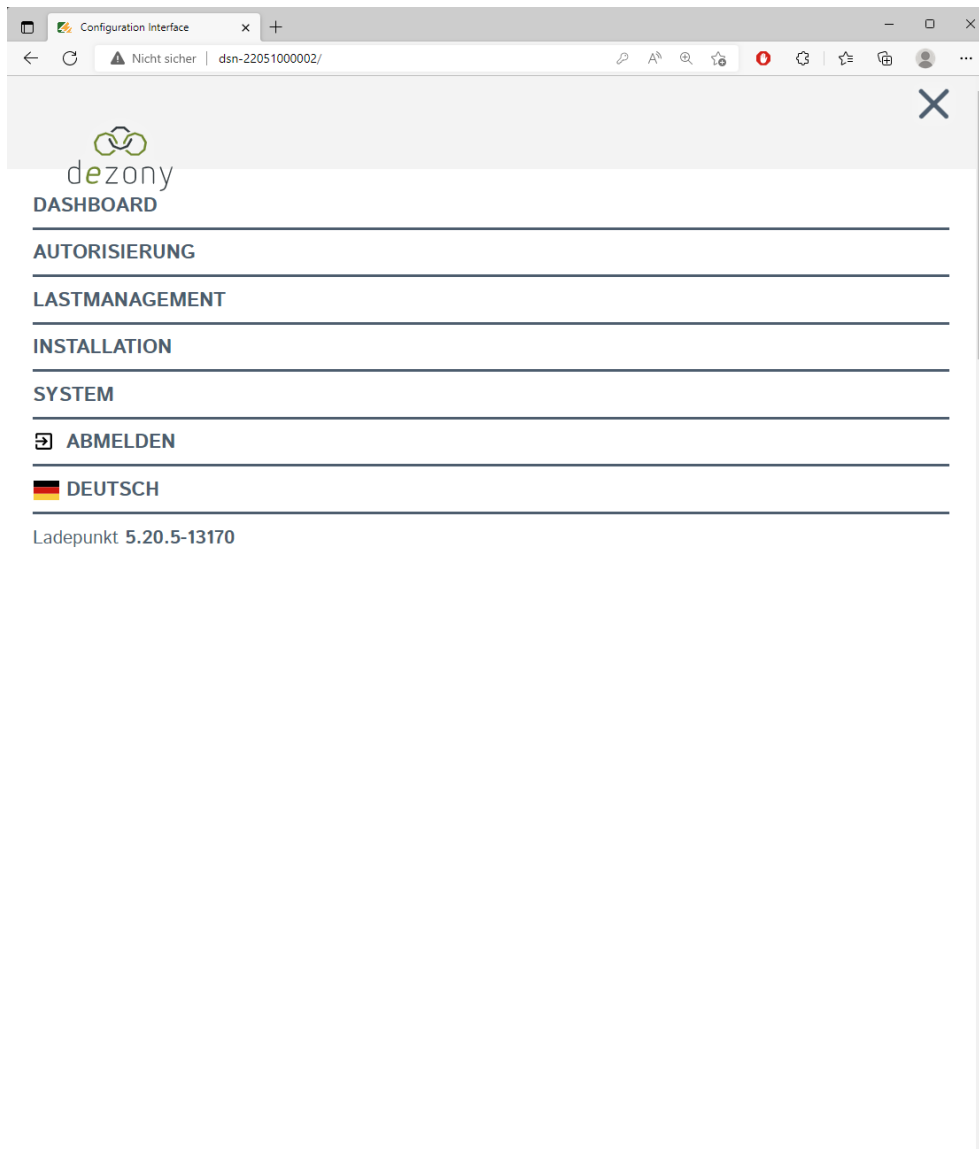 Configuration Interface
Nicht sicher | dsn-22051000002/
dezony
DASHBOARD
AUTORISIERUNG
LASTMANAGEMENT
INSTALLATION
SYSTEM
ABMELDEN
DEUTSCH
Ladepunkt 5.20.5-13170